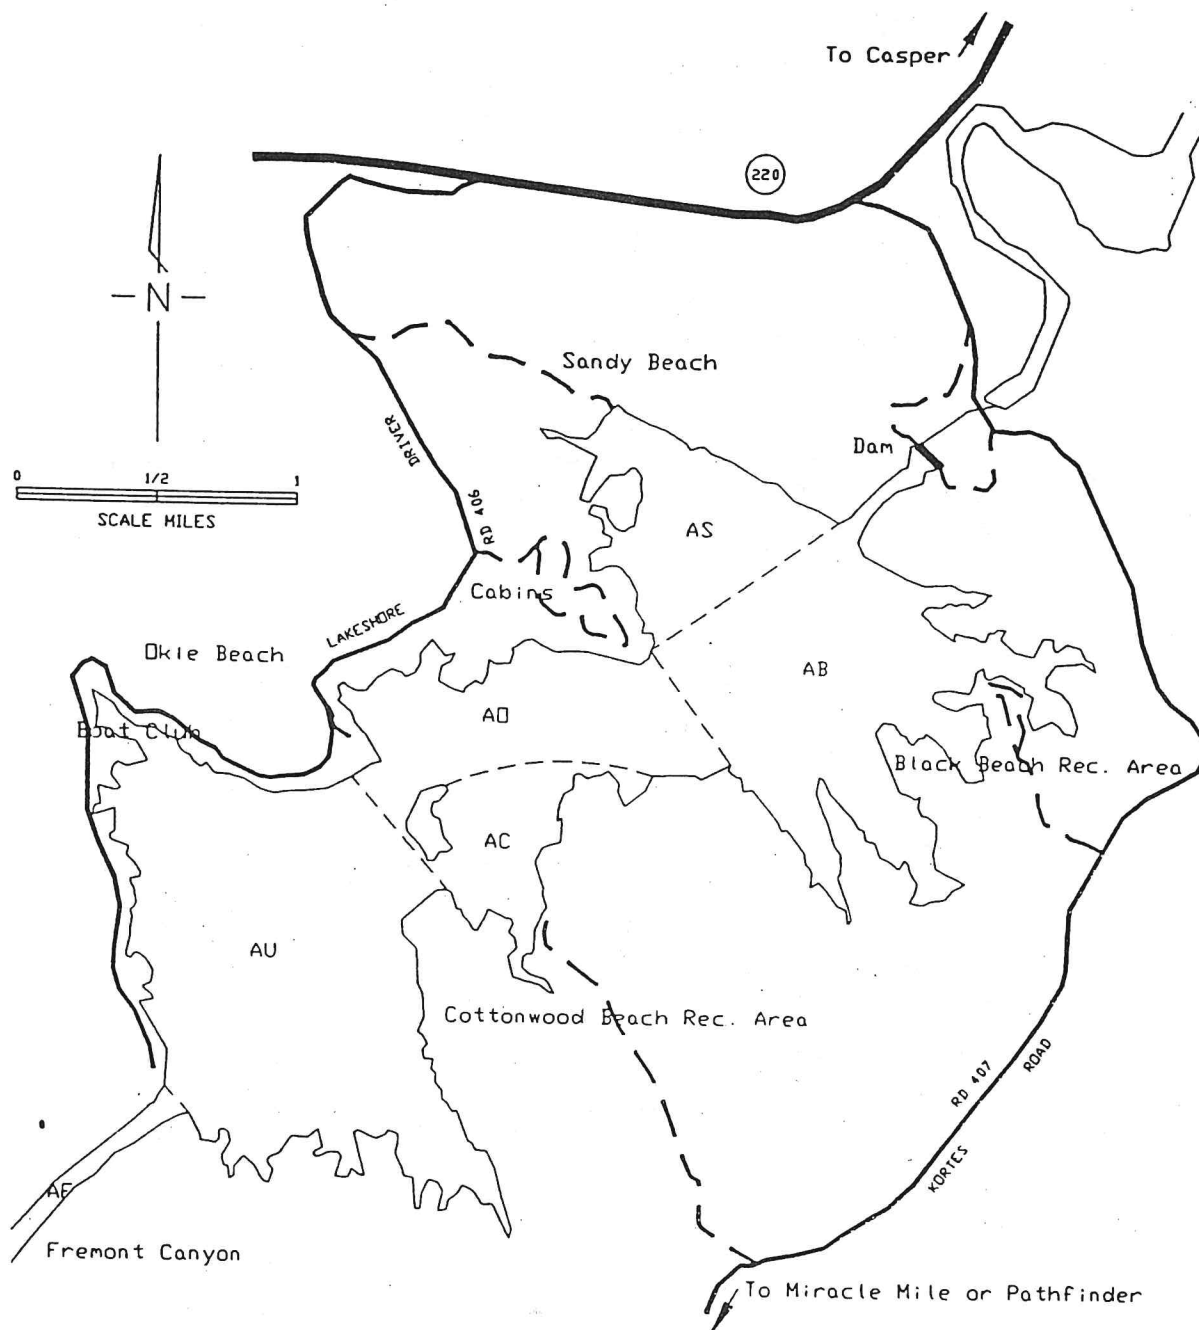 To Casper
220
N
Sandy Beach
DRIVER
Dam
0 1/2 1
SCALE MILES
RD 406
AS
Cabins
LAKESHORE
Okie Beach
AB
AO
Boat Club
Black Beach Rec. Area
AC
AU
Cottonwood Beach Rec. Area
RD 407
ROAD
KORTES
AF
Fremont Canyon
To Miracle Mile or Pathfinder